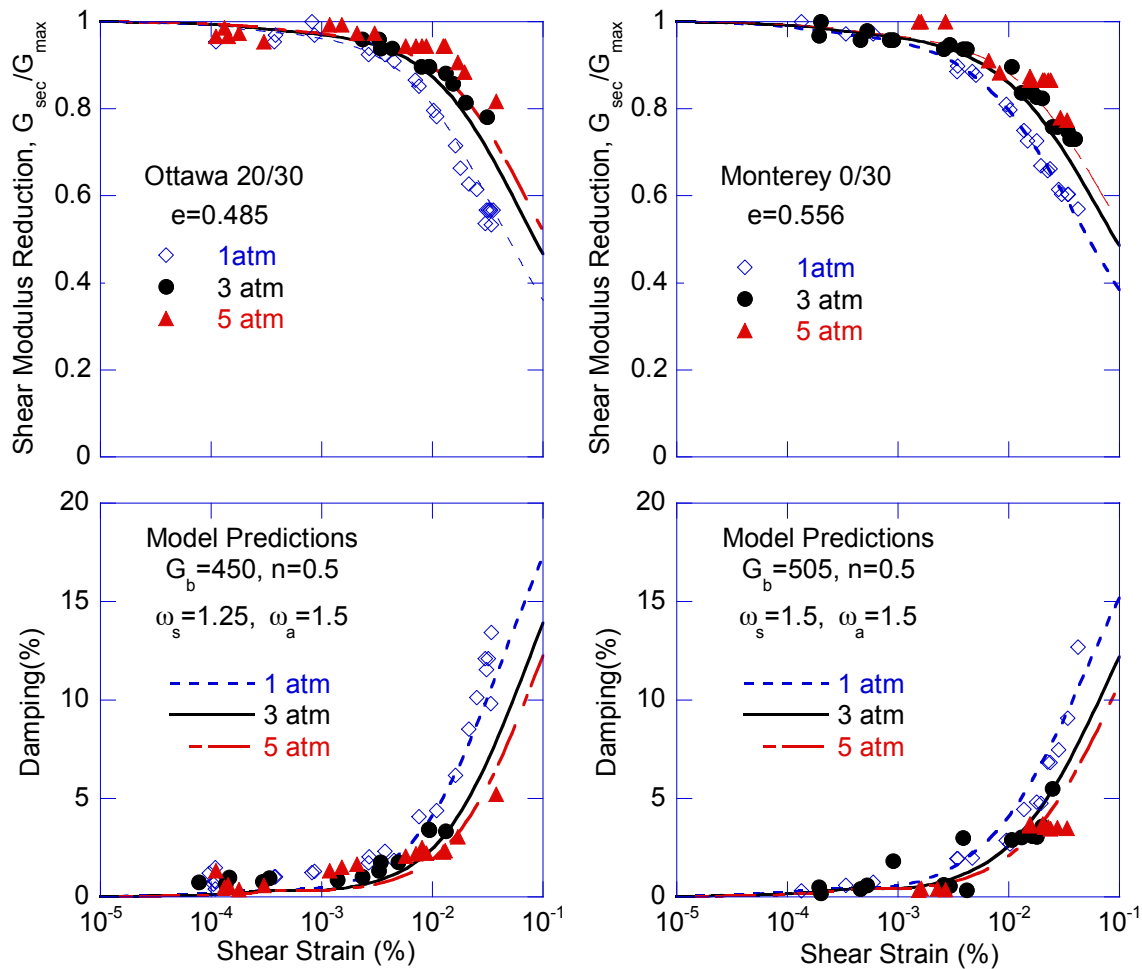 Shear Modulus Reduction, G_sec/G_max
1
0.8
0.6
0.4
0.2
0
Ottawa 20/30
e=0.485
1atm
3 atm
5 atm
Shear Modulus Reduction, G_sec/G_max
1
0.8
0.6
0.4
0.2
0
Monterey 0/30
e=0.556
1atm
3 atm
5 atm
Damping(%)
20
15
10
5
0
Model Predictions
G_b=450, n=0.5
ω_s=1.25, ω_a=1.5
1 atm
3 atm
5 atm
10^-5 10^-4 10^-3 10^-2 10^-1
Shear Strain (%)
Damping(%)
20
15
10
5
0
Model Predictions
G_b=505, n=0.5
ω_s=1.5, ω_a=1.5
1 atm
3 atm
5 atm
10^-5 10^-4 10^-3 10^-2 10^-1
Shear Strain (%)